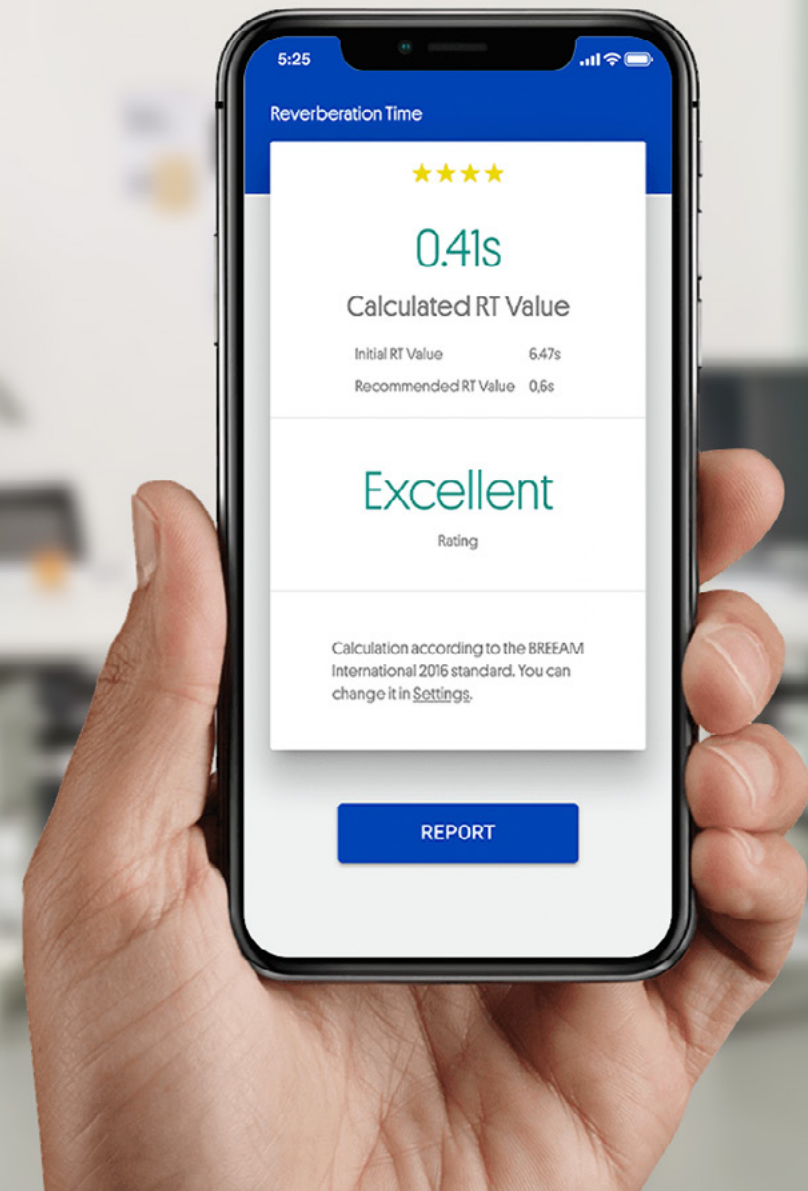 5:25
Reverberation Time
0.41s
Calculated RT Value
Initial RT Value 6.47s
Recommended RT Value 0,6s
Excellent
Rating
Calculation according to the BREEAM
International 2016 standard. You can
change it in Settings.
REPORT